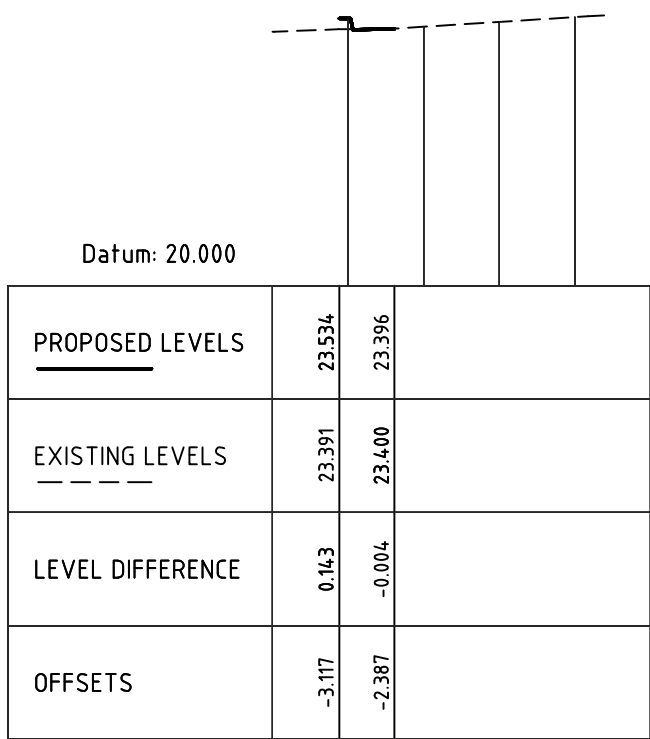 Datum: 20.000
PROPOSED LEVELS 23.534 23.396
EXISTING LEVELS 23.391 23.400
LEVEL DIFFERENCE 0.143 -0.004
OFFSETS -3.117 -2.387